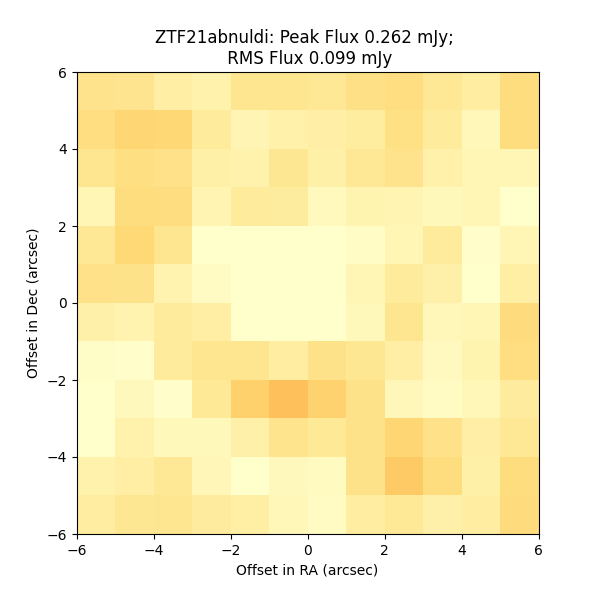 ZTF21abnuldi: Peak Flux 0.262 mJy;
RMS Flux 0.099 mJy
6
4
2
0
−2
−4
−6
Offset in Dec (arcsec)
−6 −4 −2 0 2 4 6
Offset in RA (arcsec)